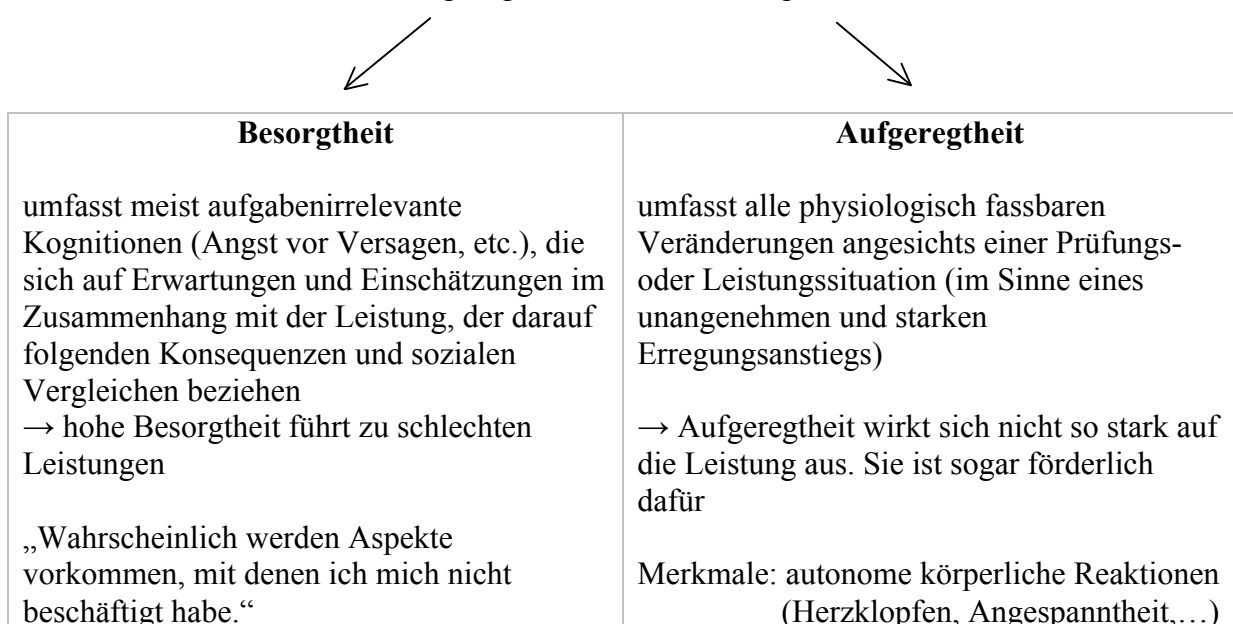 Besorgtheit
umfasst meist aufgabenirrelevante
Kognitionen (Angst vor Versagen, etc.), die
sich auf Erwartungen und Einschätzungen im
Zusammenhang mit der Leistung, der darauf
folgenden Konsequenzen und sozialen
Vergleichen beziehen
→ hohe Besorgtheit führt zu schlechten
Leistungen
„Wahrscheinlich werden Aspekte
vorkommen, mit denen ich mich nicht
beschäftigt habe.“
Aufgeregtheit
umfasst alle physiologisch fassbaren
Veränderungen angesichts einer Prüfungs-
oder Leistungssituation (im Sinne eines
unangenehmen und starken
Erregungsanstiegs)
→ Aufgeregtheit wirkt sich nicht so stark auf
die Leistung aus. Sie ist sogar förderlich
dafür
Merkmale: autonome körperliche Reaktionen
(Herzklopfen, Angespanntheit,…)